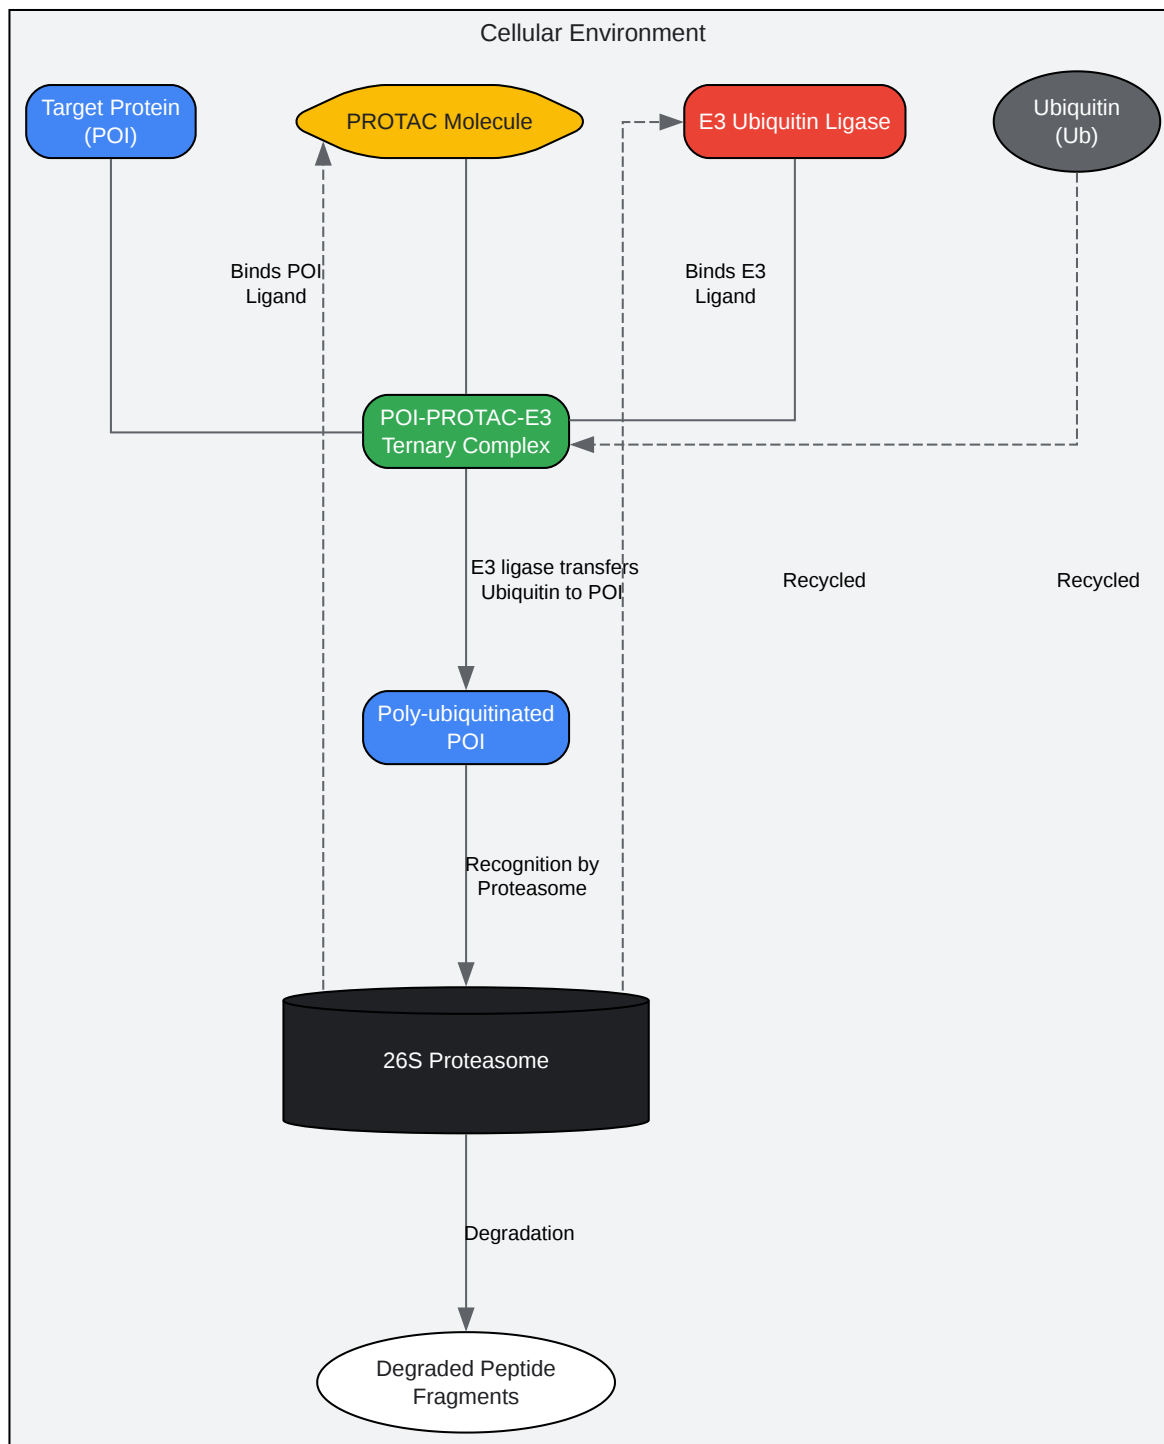 Cellular Environment
Target Protein
(POI)
PROTAC Molecule
E3 Ubiquitin Ligase
Ubiquitin
(Ub)
Binds POI
Ligand
Binds E3
Ligand
POI-PROTAC-E3
Ternary Complex
E3 ligase transfers
Ubiquitin to POI
Recycled
Recycled
Poly-ubiquitinated
POI
Recognition by
Proteasome
26S Proteasome
Degradation
Degraded Peptide
Fragments